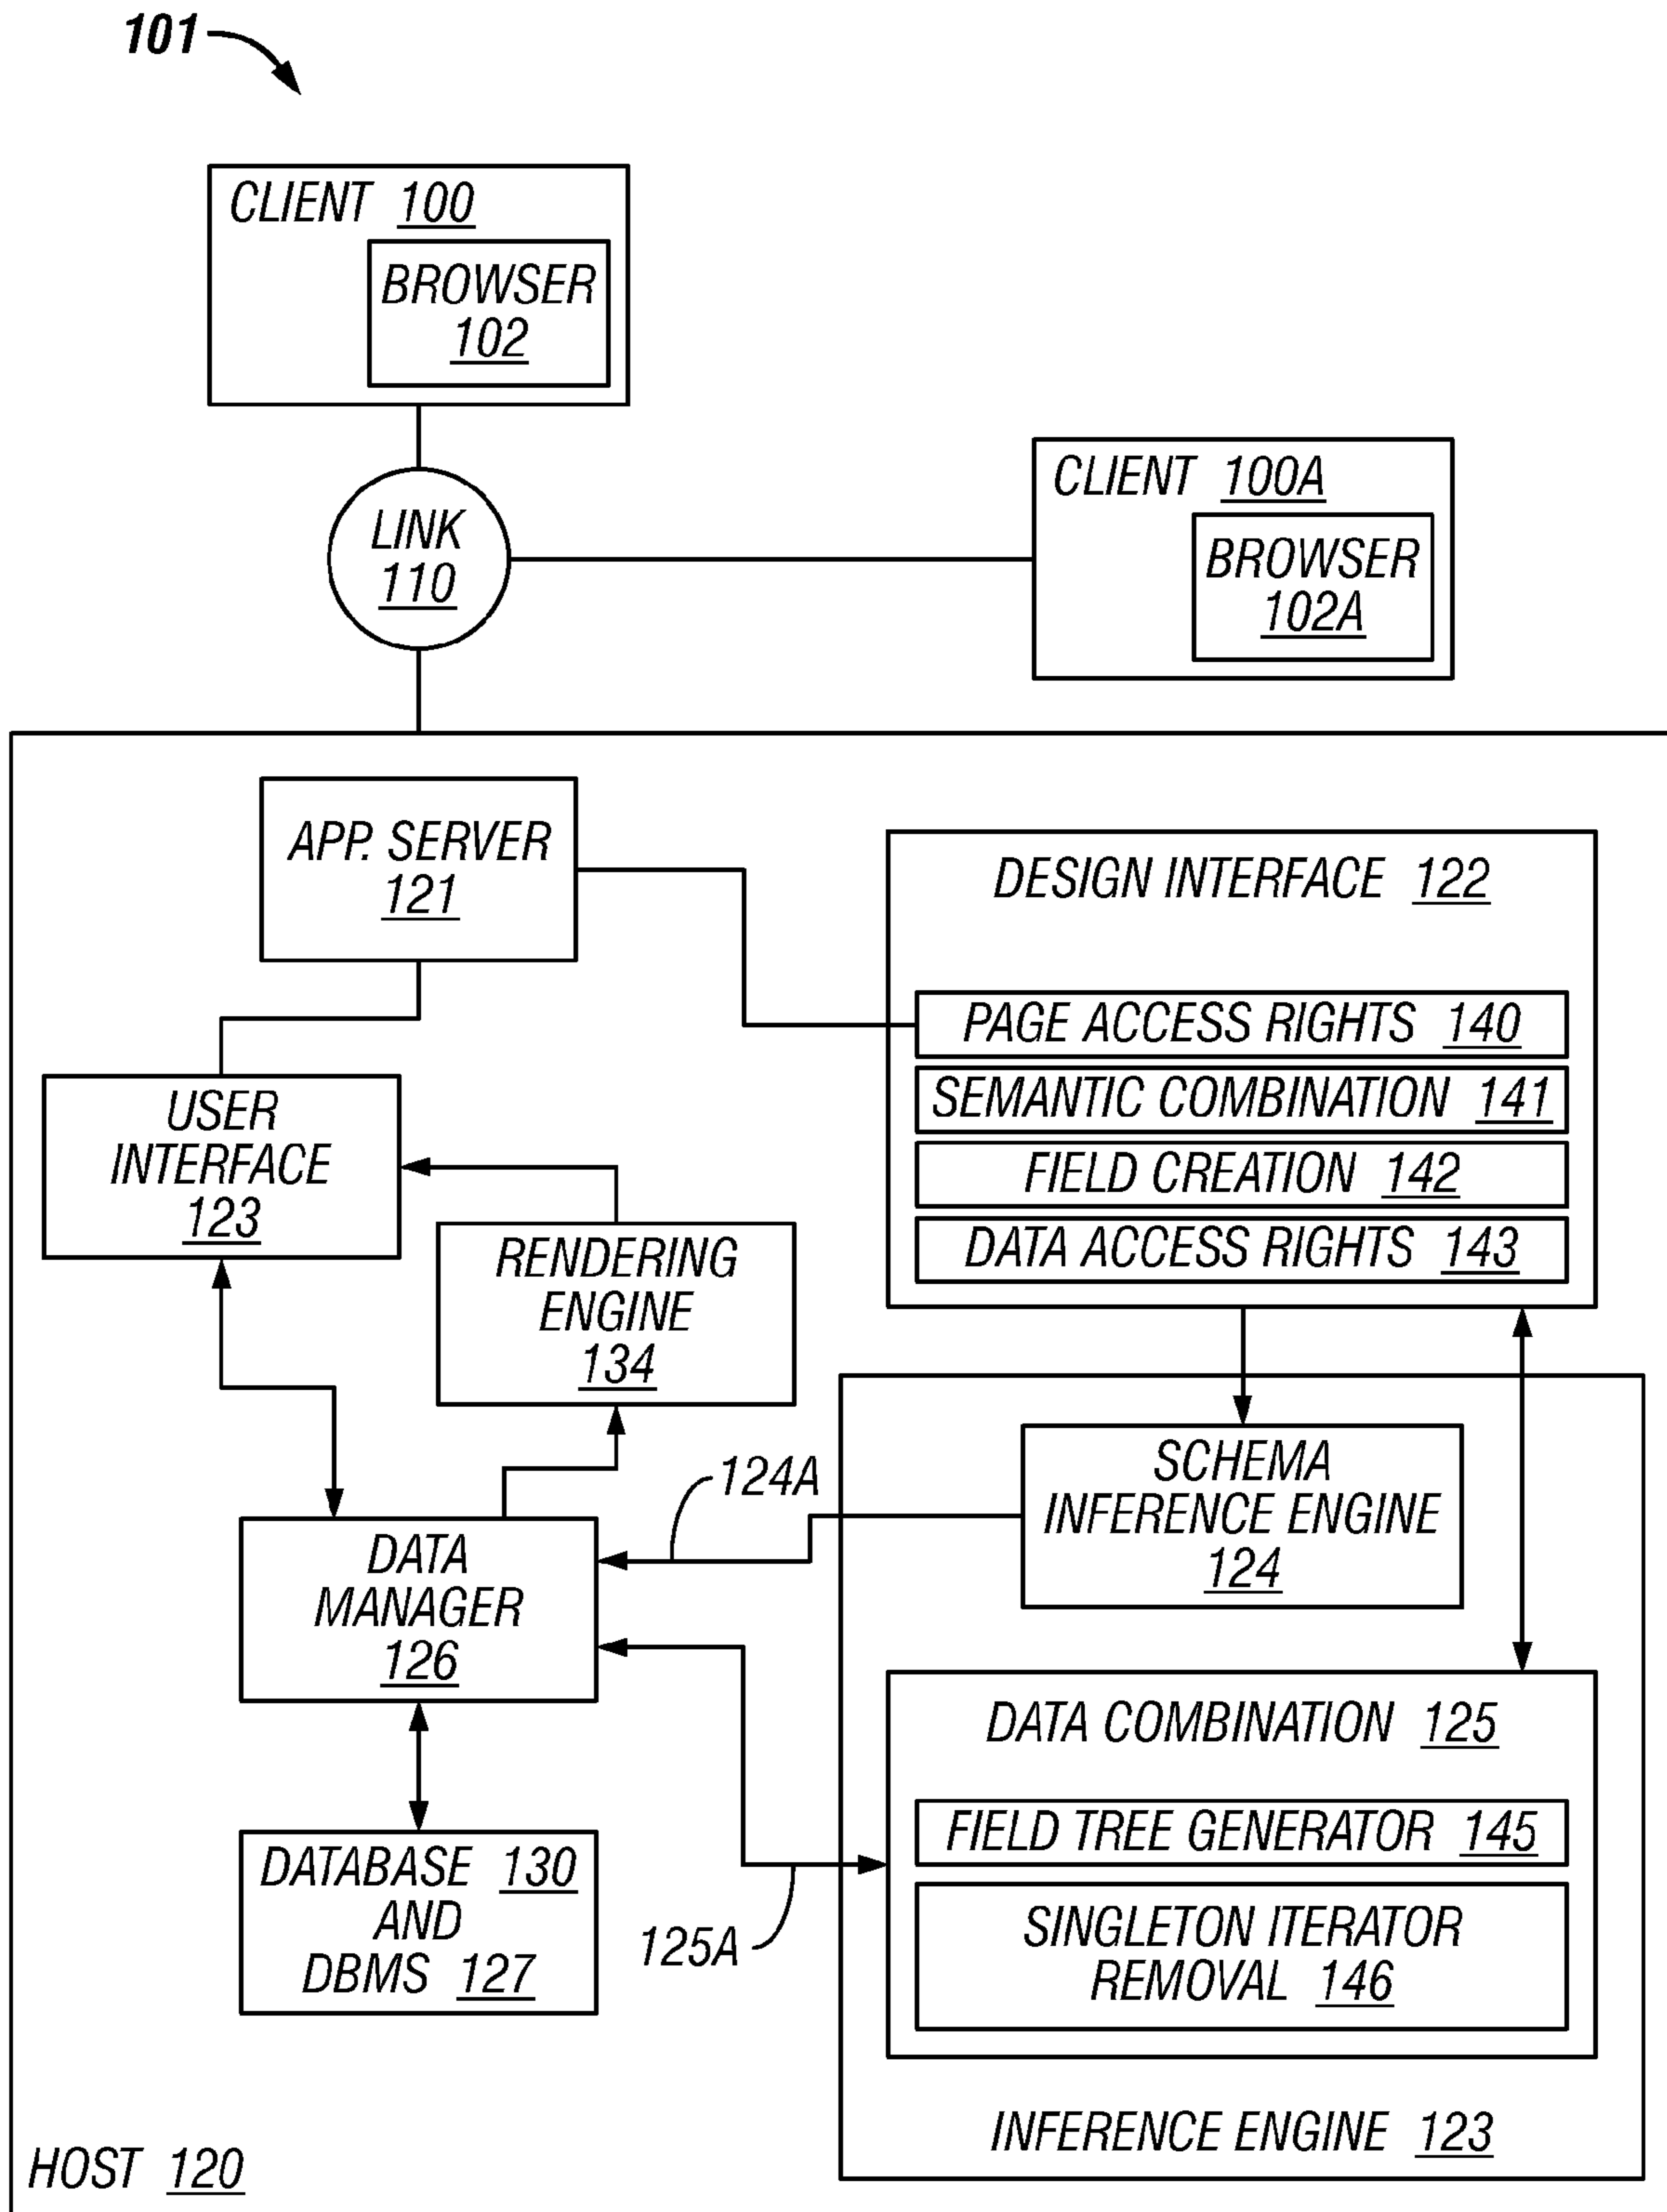 101
CLIENT 100
BROWSER
102
CLIENT 100A
BROWSER
102A
LINK
110
APP. SERVER
121
DESIGN INTERFACE 122
PAGE ACCESS RIGHTS 140
SEMANTIC COMBINATION 141
FIELD CREATION 142
DATA ACCESS RIGHTS 143
USER
INTERFACE
123
RENDERING
ENGINE
134
124A
SCHEMA
INFERENCE ENGINE
124
DATA
MANAGER
126
DATA COMBINATION 125
FIELD TREE GENERATOR 145
SINGLETON ITERATOR
REMOVAL 146
DATABASE 130
AND
DBMS 127
125A
INFERENCE ENGINE 123
HOST 120